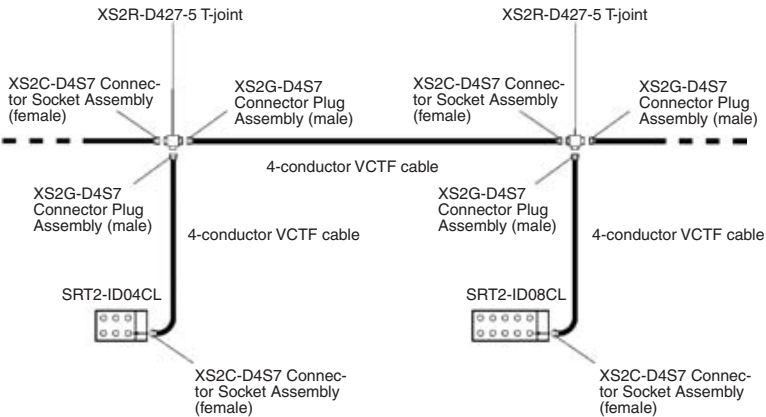 XS2R-D427-5 T-joint
XS2R-D427-5 T-joint
XS2C-D4S7 Connec-
tor Socket Assembly
(female)
XS2G-D4S7
Connector Plug
Assembly (male)
XS2C-D4S7 Connec-
tor Socket Assembly
(female)
XS2G-D4S7
Connector Plug
Assembly (male)
4-conductor VCTF cable
XS2G-D4S7
Connector Plug
Assembly (male)
XS2G-D4S7
Connector Plug
Assembly (male)
4-conductor VCTF cable
4-conductor VCTF cable
SRT2-ID04CL
SRT2-ID08CL
XS2C-D4S7 Connec-
tor Socket Assembly
(female)
XS2C-D4S7 Connec-
tor Socket Assembly
(female)